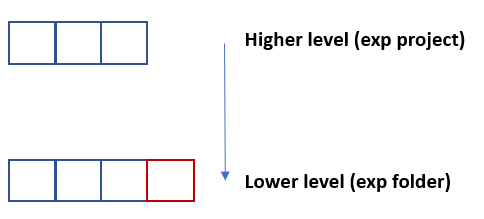 Higher level (exp project)
Lower level (exp folder)